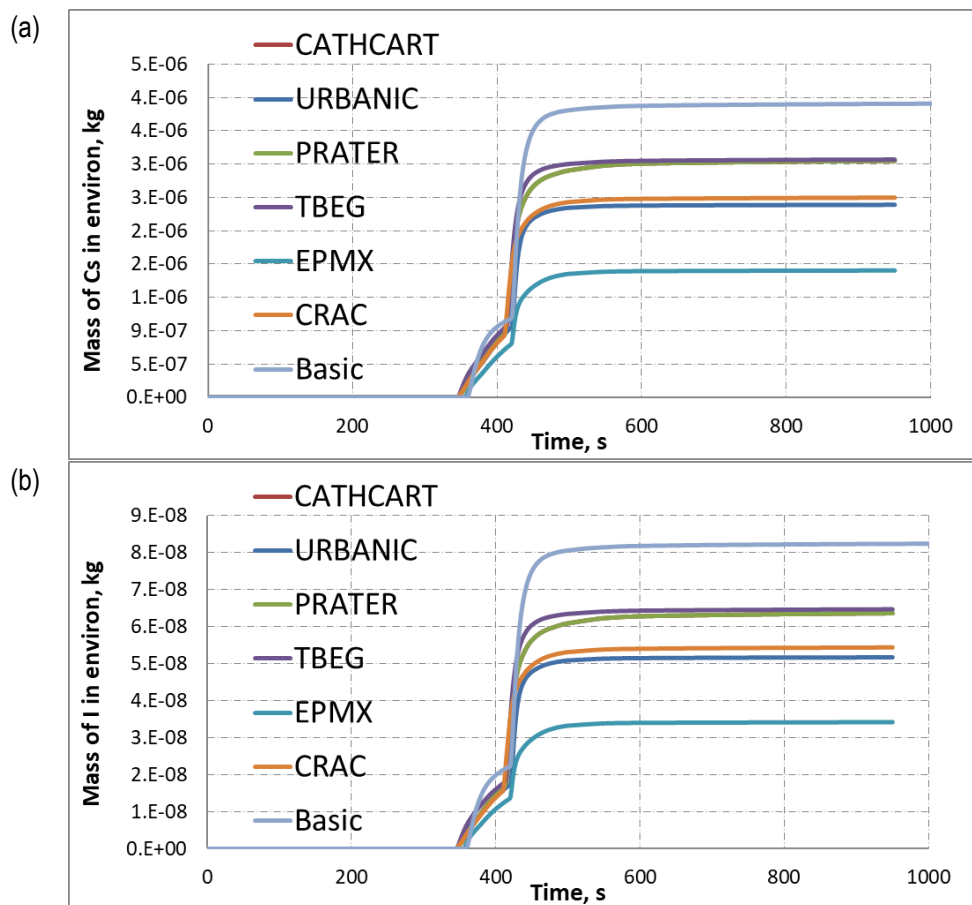 (a)
Mass of Cs in environ, kg
5.E-06
4.E-06
4.E-06
3.E-06
3.E-06
2.E-06
2.E-06
1.E-06
9.E-07
5.E-07
0.E+00
CATHCART
URBANIC
PRATER
TBEG
EPMX
CRAC
Basic
0 200 400 600 800 1000
Time, s
(b)
Mass of I in environ, kg
9.E-08
8.E-08
7.E-08
6.E-08
5.E-08
4.E-08
3.E-08
2.E-08
1.E-08
0.E+00
CATHCART
URBANIC
PRATER
TBEG
EPMX
CRAC
Basic
0 200 400 600 800 1000
Time, s